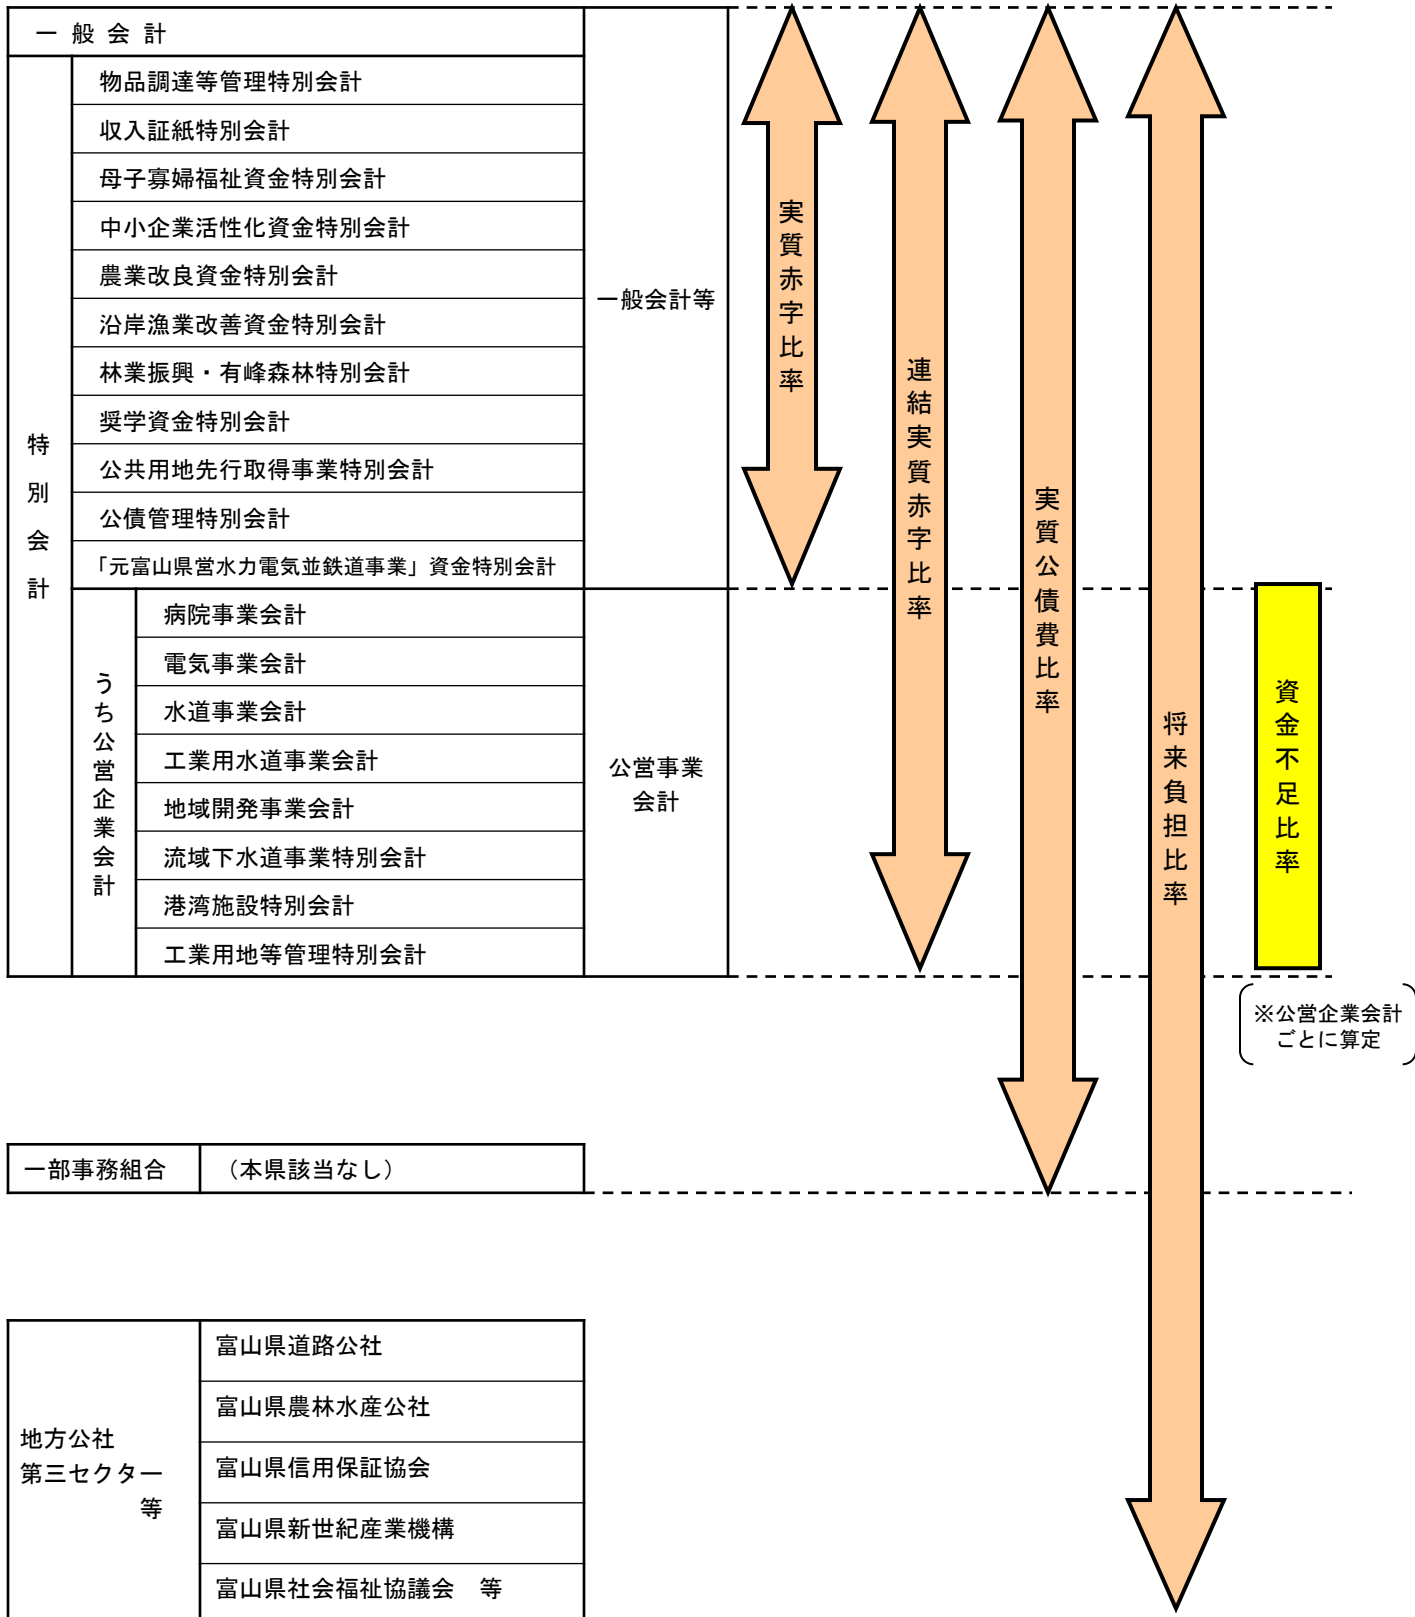 一般会計
物品調達等管理特別会計
収入証紙特別会計
母子寡婦福祉資金特別会計
中小企業活性化資金特別会計
農業改良資金特別会計
沿岸漁業改善資金特別会計
林業振興・有峰森林特別会計
奨学資金特別会計
公共用地先行取得事業特別会計
公債管理特別会計
「元富山県営水力電気並鉄道事業」資金特別会計
特別会計
一般会計等
うち公営企業会計
病院事業会計
電気事業会計
水道事業会計
工業用水道事業会計
地域開発事業会計
流域下水道事業特別会計
港湾施設特別会計
工業用地等管理特別会計
公営事業
会計
実質赤字比率
連結実質赤字比率
実質公債費比率
将来負担比率
資金不足比率
※公営企業会計
ごとに算定
一部事務組合
（本県該当なし）
地方公社
第三セクター
等
富山県道路公社
富山県農林水産公社
富山県信用保証協会
富山県新世紀産業機構
富山県社会福祉協議会　等